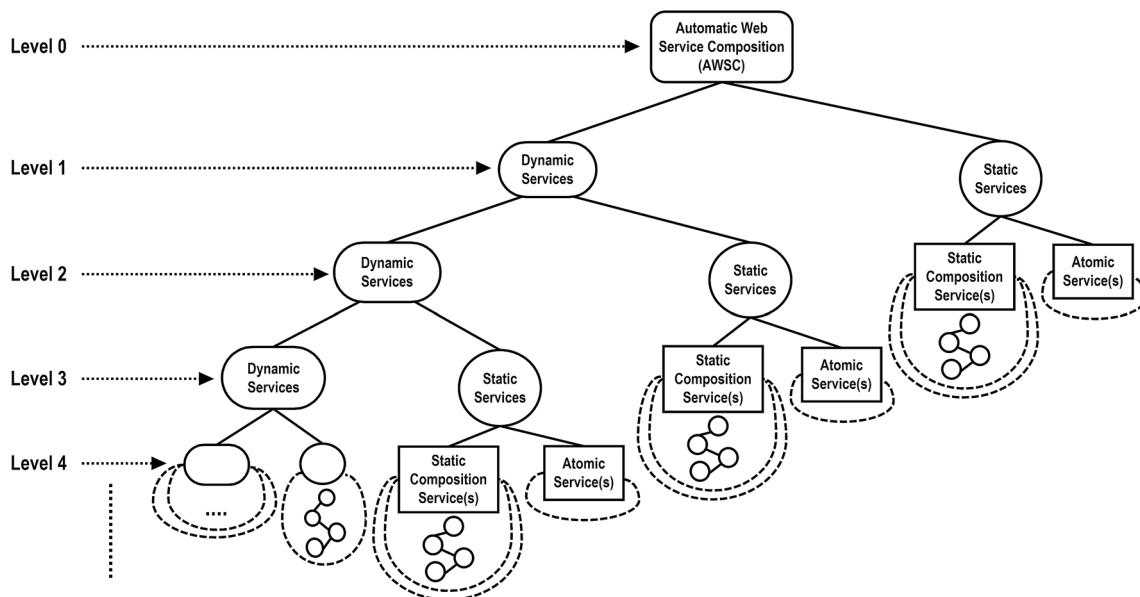 Level 0
Automatic Web
Service Composition
(AWSC)
Level 1
Dynamic
Services
Static
Services
Level 2
Dynamic
Services
Static
Services
Static
Composition
Service(s)
Atomic
Service(s)
Level 3
Dynamic
Services
Static
Services
Static
Composition
Service(s)
Atomic
Service(s)
Level 4
....
Static
Composition
Service(s)
Atomic
Service(s)